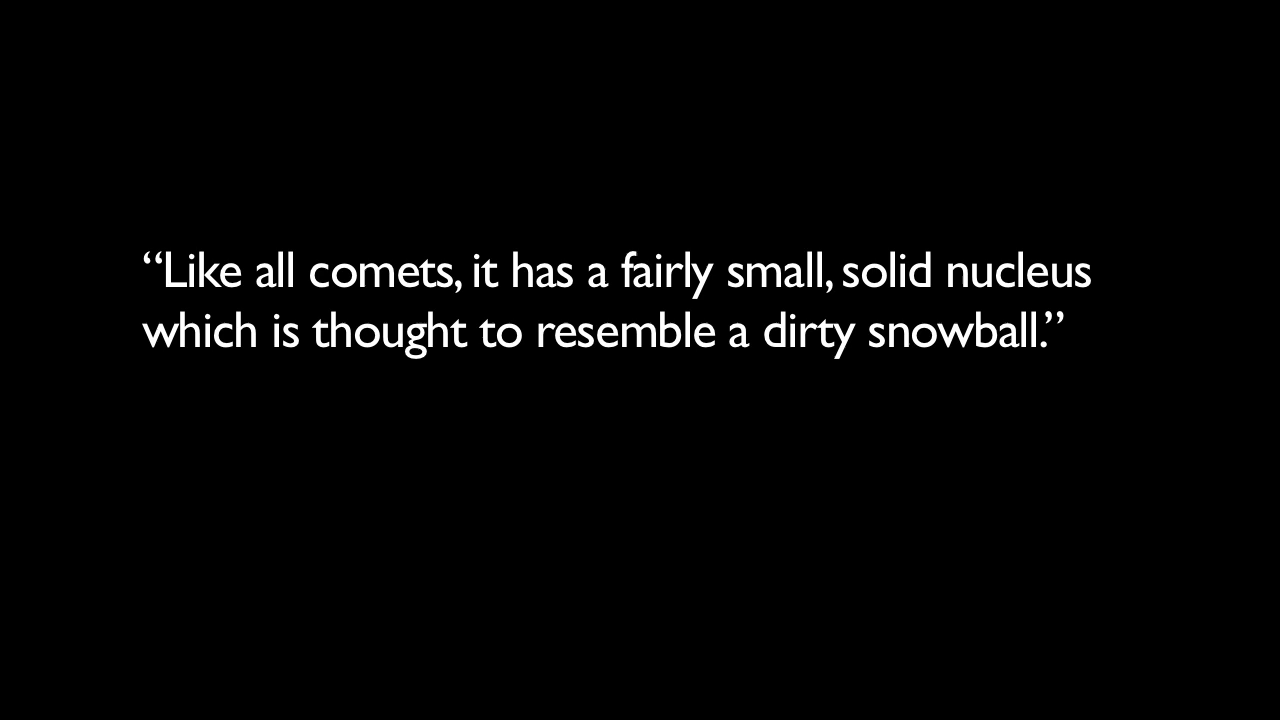 “Like all comets, it has a fairly small, solid nucleus
which is thought to resemble a dirty snowball.”